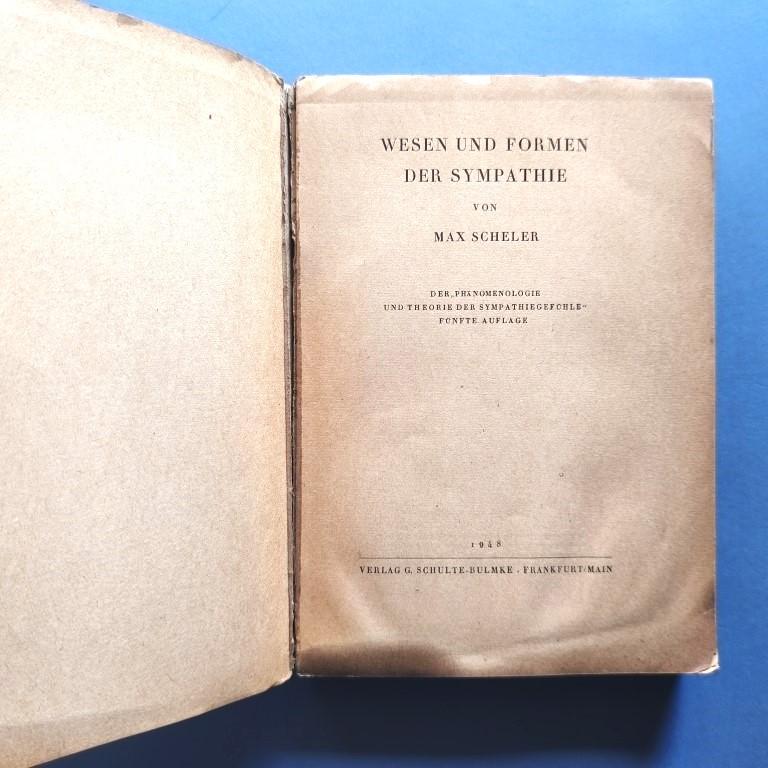 WESEN UND FORMEN
DER SYMPATHIE
VON
MAX SCHELER
DER „PHÄNOMENOLOGIE
UND THEORIE DER SYMPATHIEGEFÜHLE“
FÜNFTE AUFLAGE
1948
VERLAG G. SCHULTE-BULMKE · FRANKFURT/MAIN